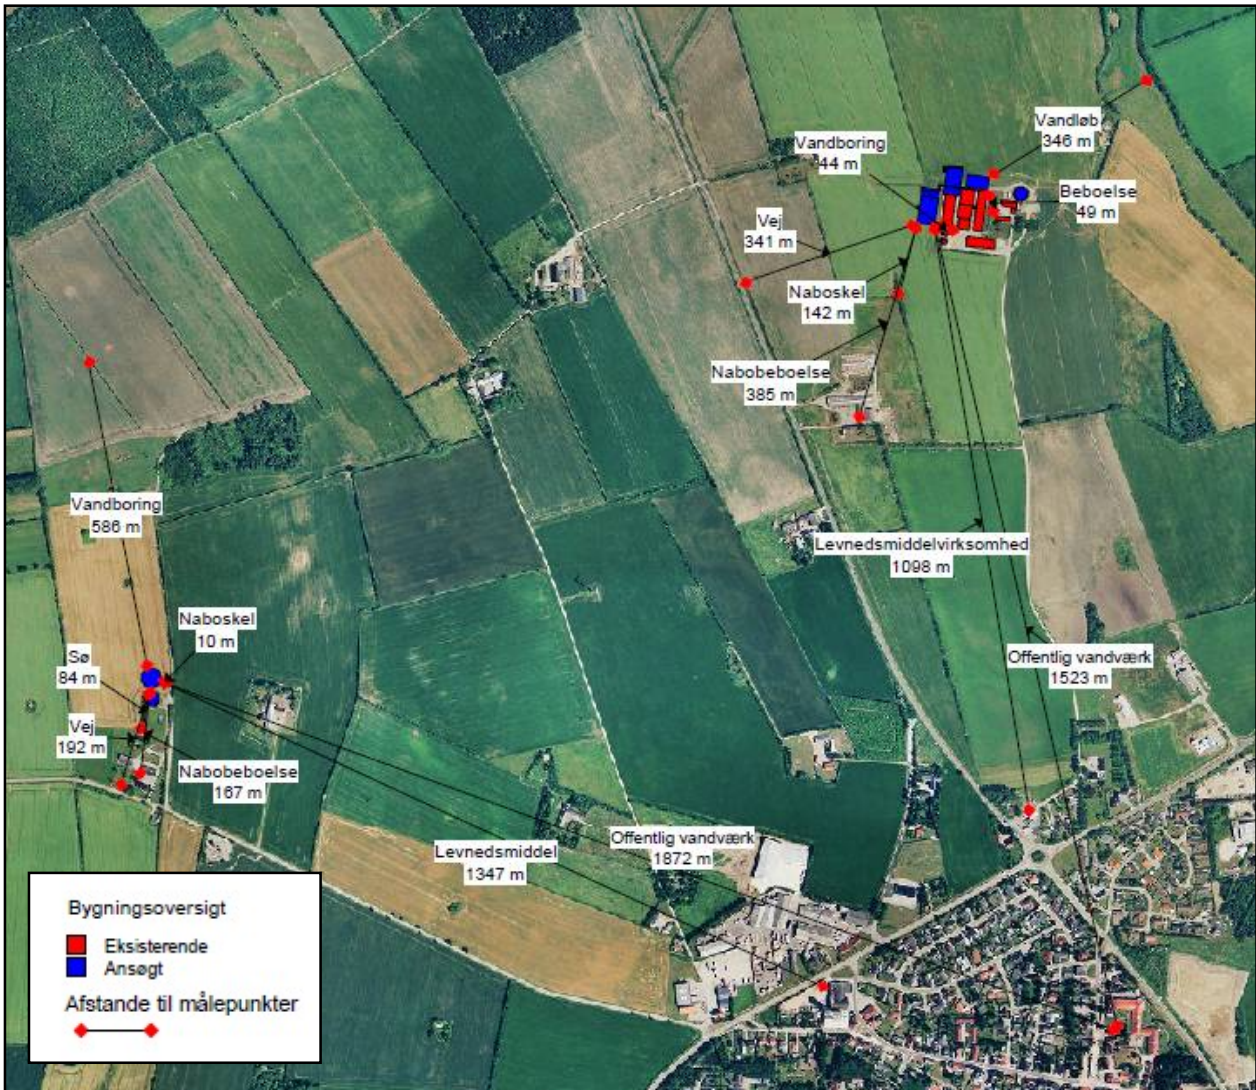 Vandløb
346 m
Vandboring
44 m
Beboelse
49 m
Vej
341 m
Naboskel
142 m
Nabobeboelse
385 m
Vandboring
586 m
Levnedsmiddelvirksomhed
1098 m
Naboskel
10 m
Sø
84 m
Offentlig vandværk
1523 m
Vej
192 m
Nabobeboelse
167 m
Offentlig vandværk
1872 m
Levnedsmiddel
1347 m
Bygningsoversigt
Eksisterende
Ansøgt
Afstande til målepunkter